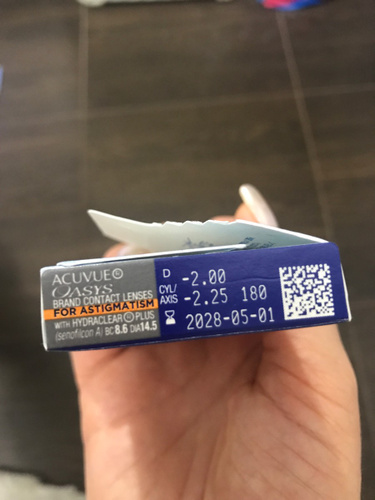 ACUVUE®
OASYS
BRAND CONTACT LENSES
FOR ASTIGMATISM
WITH HYDRACLEAR® PLUS
(senofilcon A) BC 8.6 DIA 14.5
D -2.00
CYL/
AXIS -2.25 180
2028-05-01